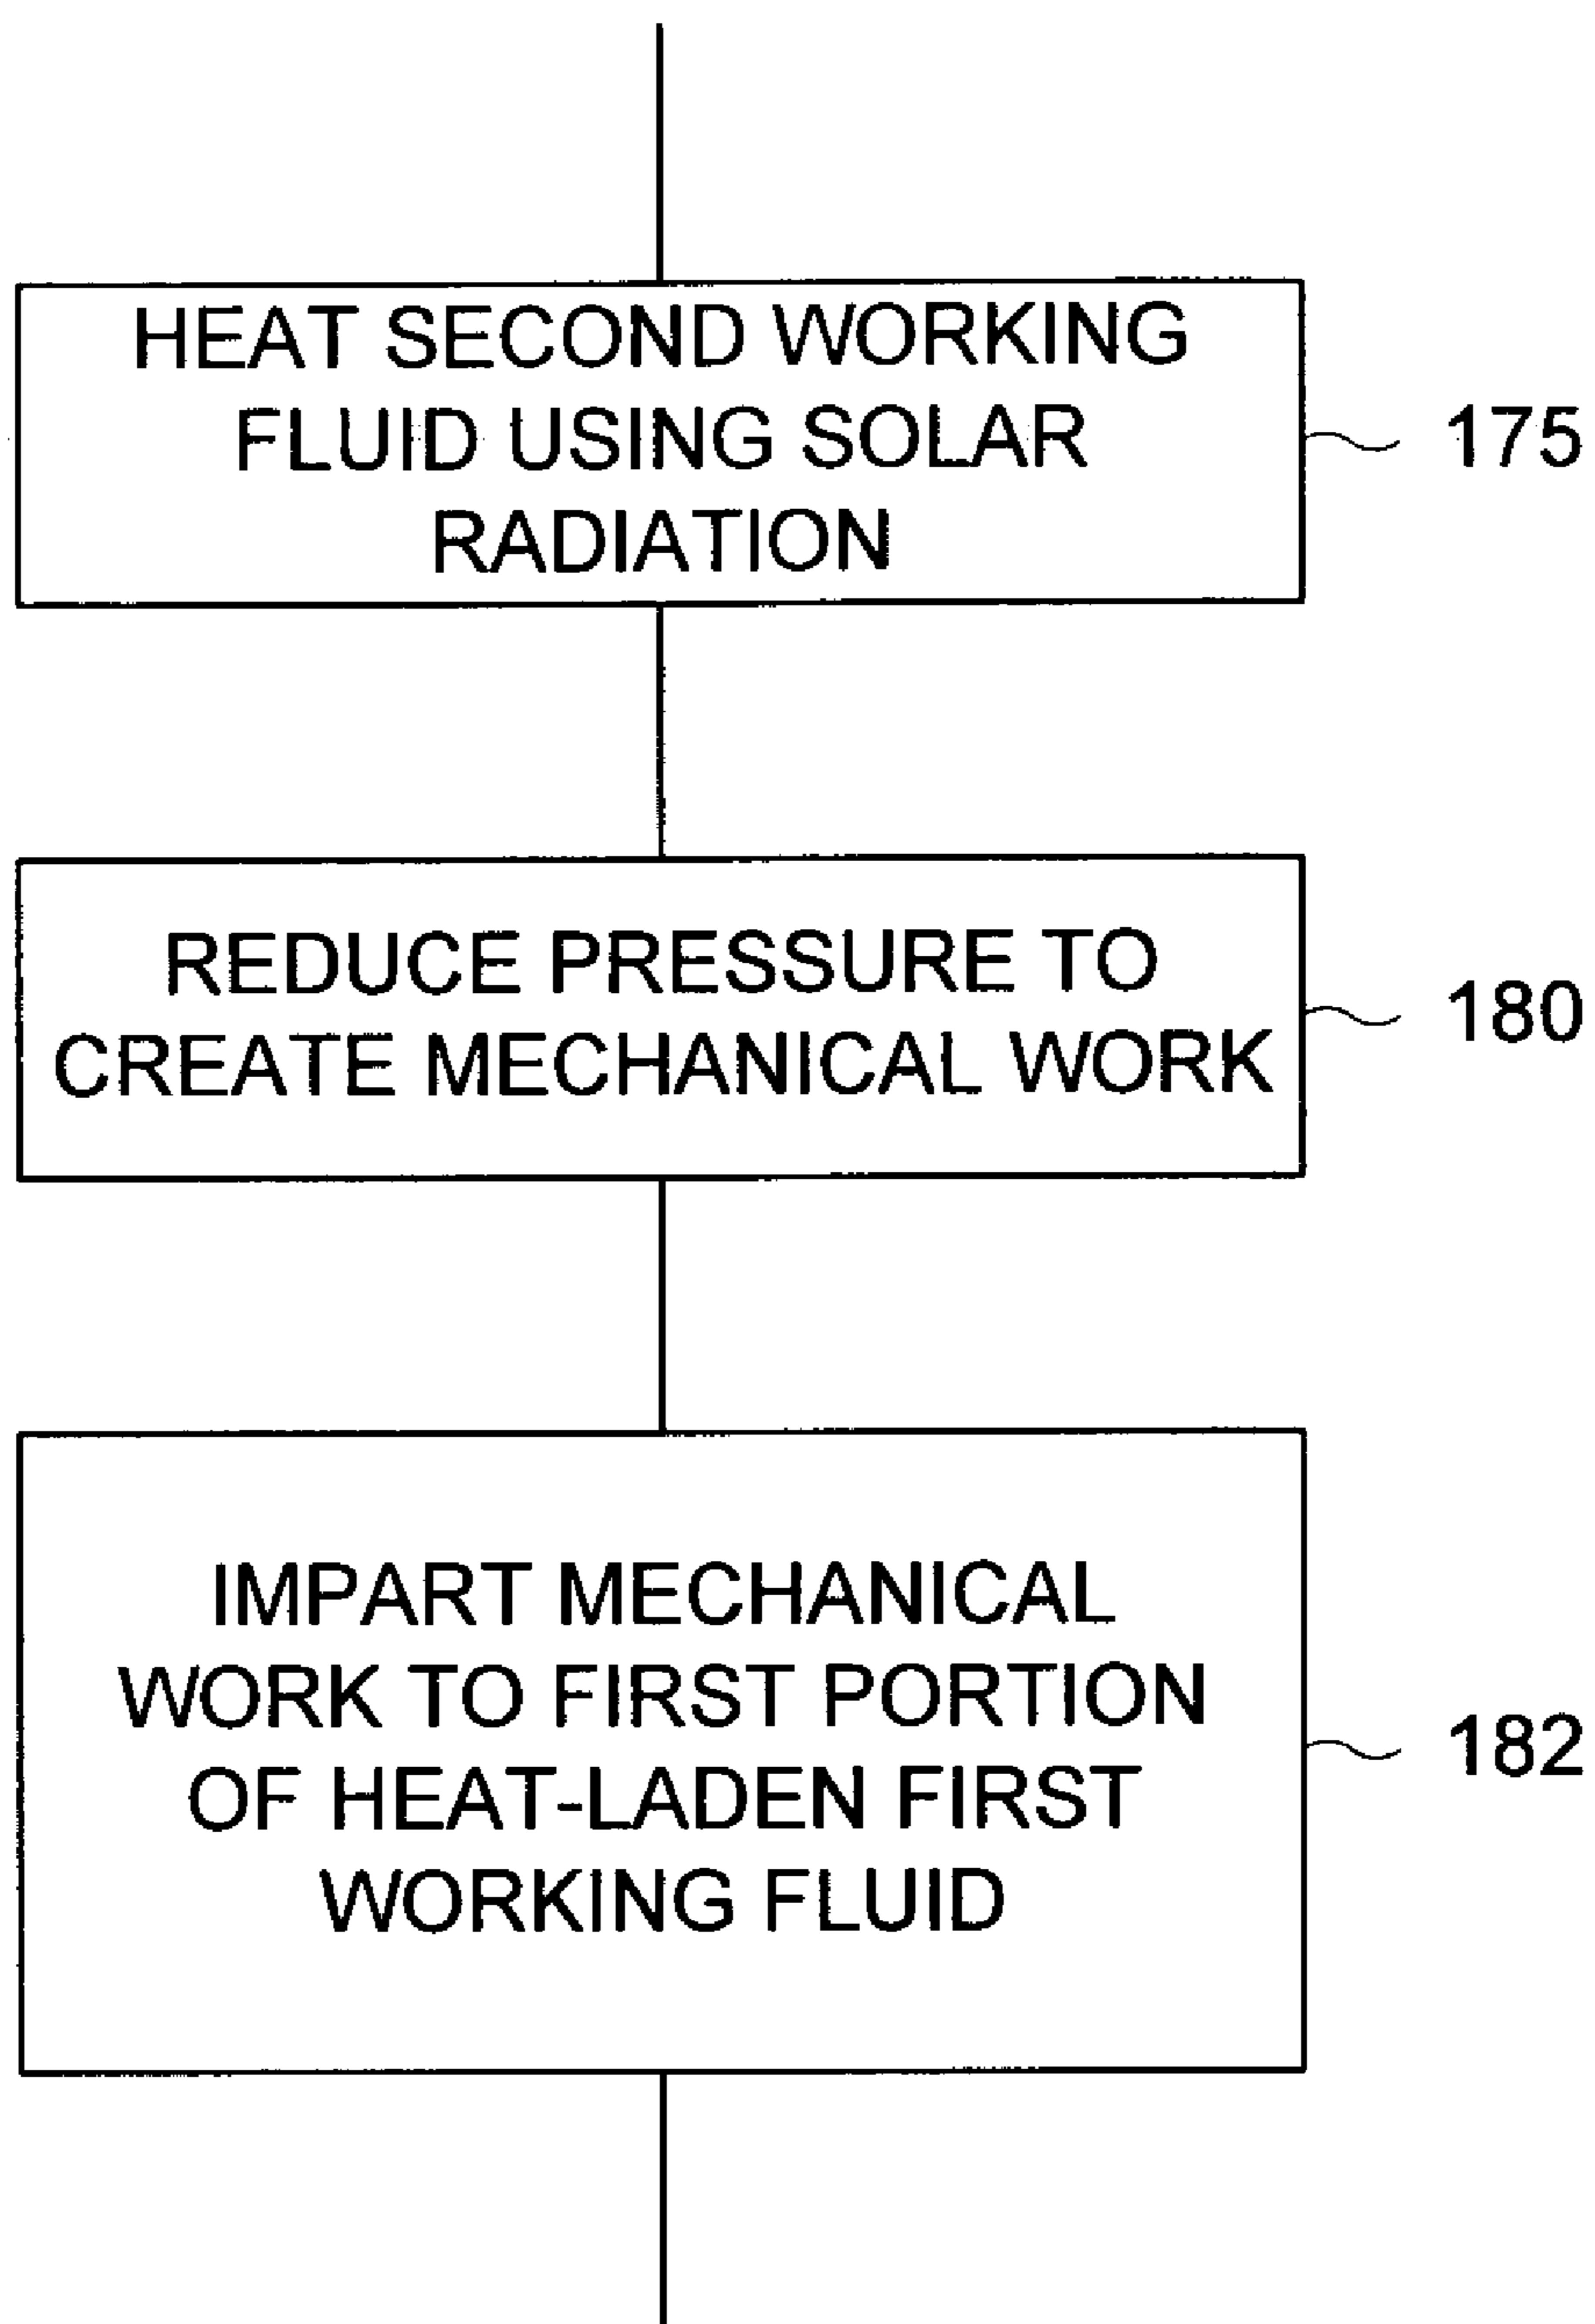 HEAT SECOND WORKING
FLUID USING SOLAR
RADIATION
175
REDUCE PRESSURE TO
CREATE MECHANICAL WORK
180
IMPART MECHANICAL
WORK TO FIRST PORTION
OF HEAT-LADEN FIRST
WORKING FLUID
182